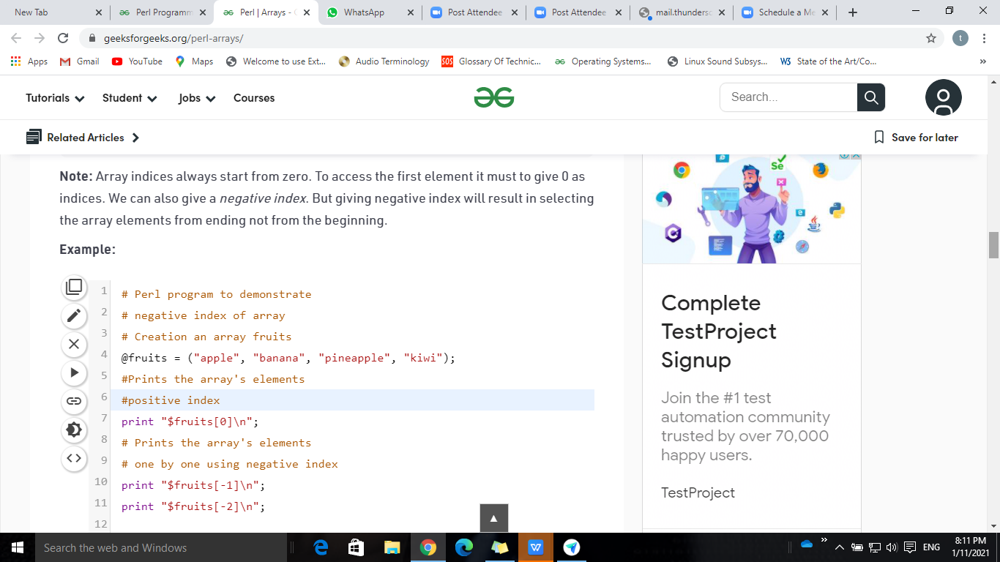 New Tab
Perl Programm
Perl | Arrays - G
WhatsApp
Post Attendee
Post Attendee
mail.thundersc
Schedule a Me
geeksforgeeks.org/perl-arrays/
t
Apps
Gmail
YouTube
Maps
Welcome to use Ext...
Audio Terminology
SOS
Glossary Of Technic...
Operating Systems...
Linux Sound Subsys...
W3
State of the Art/Co...
Tutorials
Student
Jobs
Courses
Search...
Related Articles
Save for later
Note: Array indices always start from zero. To access the first element it must to give 0 as
indices. We can also give a negative index. But giving negative index will result in selecting
the array elements from ending not from the beginning.
Example:
1 # Perl program to demonstrate
2 # negative index of array
3 # Creation an array fruits
4 @fruits = ("apple", "banana", "pineapple", "kiwi");
5 #Prints the array's elements
6 #positive index
7 print "$fruits[0]\n";
8 # Prints the array's elements
9 # one by one using negative index
10 print "$fruits[-1]\n";
11 print "$fruits[-2]\n";
12
Se
Complete
TestProject
Signup
Join the #1 test
automation community
trusted by over 70,000
happy users.
TestProject
Search the web and Windows
W
ENG
8:11 PM
1/11/2021